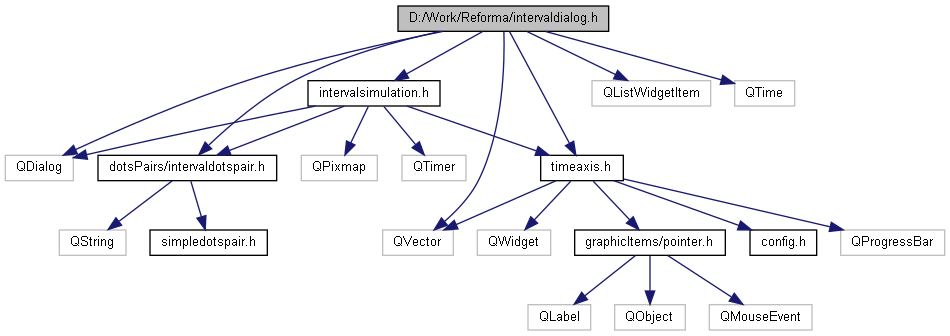 D:/Work/Reforma/intervaldialog.h
intervalsimulation.h
QListWidgetItem
QTime
QDialog
dotsPairs/intervaldotspair.h
QPixmap
QTimer
timeaxis.h
QString
simpledotspair.h
QVector
QWidget
graphicItems/pointer.h
config.h
QProgressBar
QLabel
QObject
QMouseEvent